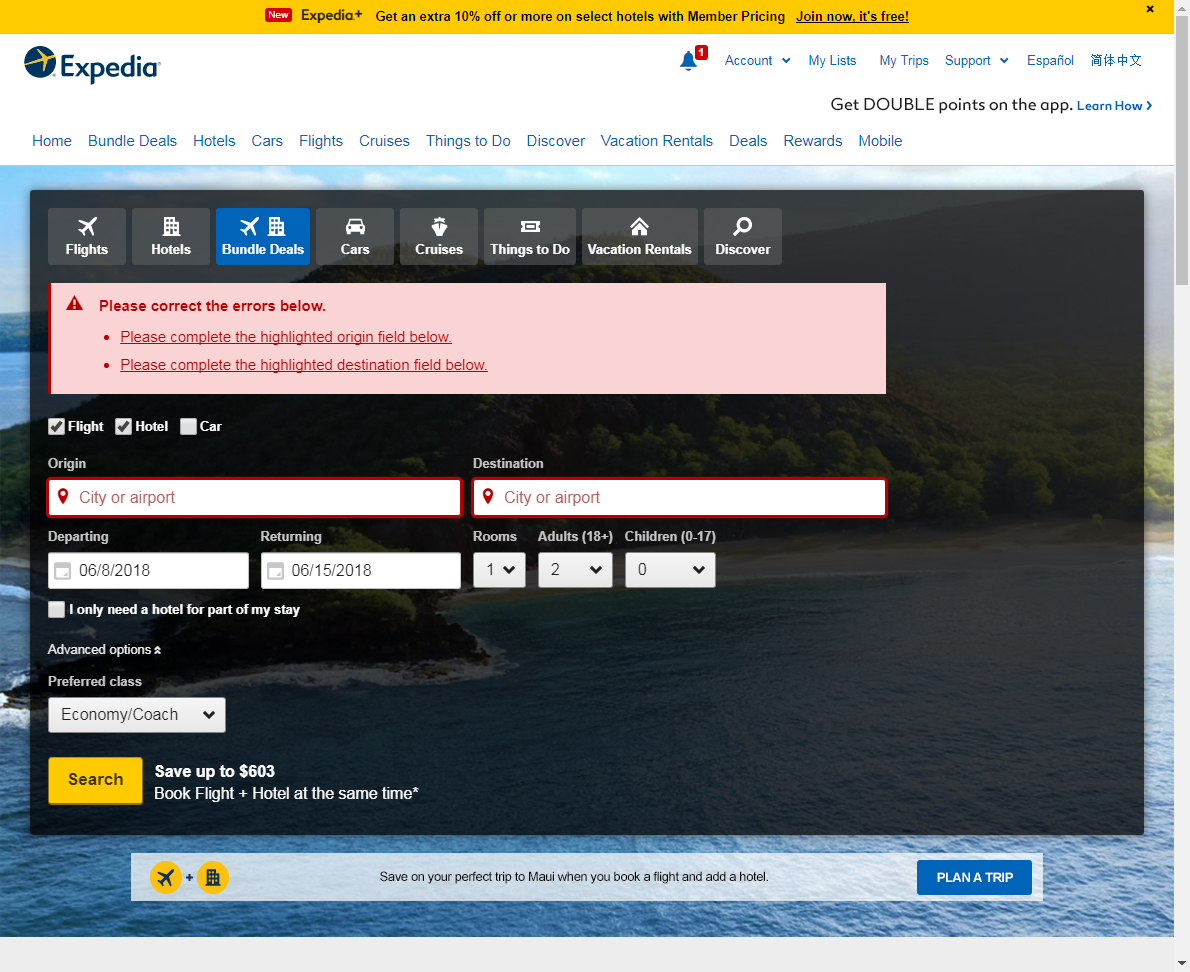 New Expedia+ Get an extra 10% off or more on select hotels with Member Pricing Join now, it's free!
Expedia
1
Account My Lists My Trips Support Español 简体中文
Get DOUBLE points on the app. Learn How
Home Bundle Deals Hotels Cars Flights Cruises Things to Do Discover Vacation Rentals Deals Rewards Mobile
Flights Hotels Bundle Deals Cars Cruises Things to Do Vacation Rentals Discover
Please correct the errors below.
Please complete the highlighted origin field below.
Please complete the highlighted destination field below.
Flight Hotel Car
Origin Destination
City or airport City or airport
Departing Returning Rooms Adults (18+) Children (0-17)
06/8/2018 06/15/2018 1 2 0
I only need a hotel for part of my stay
Advanced options
Preferred class
Economy/Coach
Search
Save up to $603
Book Flight + Hotel at the same time*
+ Save on your perfect trip to Maui when you book a flight and add a hotel. PLAN A TRIP